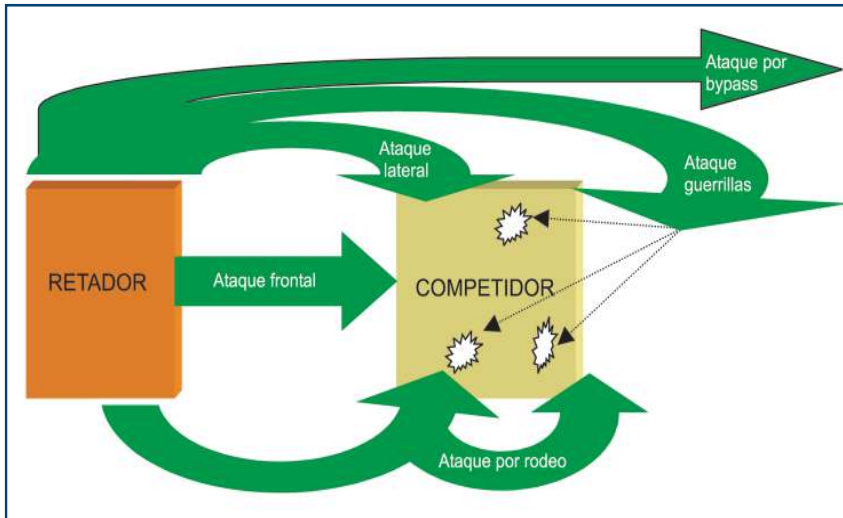 Ataque por
bypass
Ataque
lateral
Ataque
guerrillas
RETADOR
Ataque frontal
COMPETIDOR
Ataque por rodeo